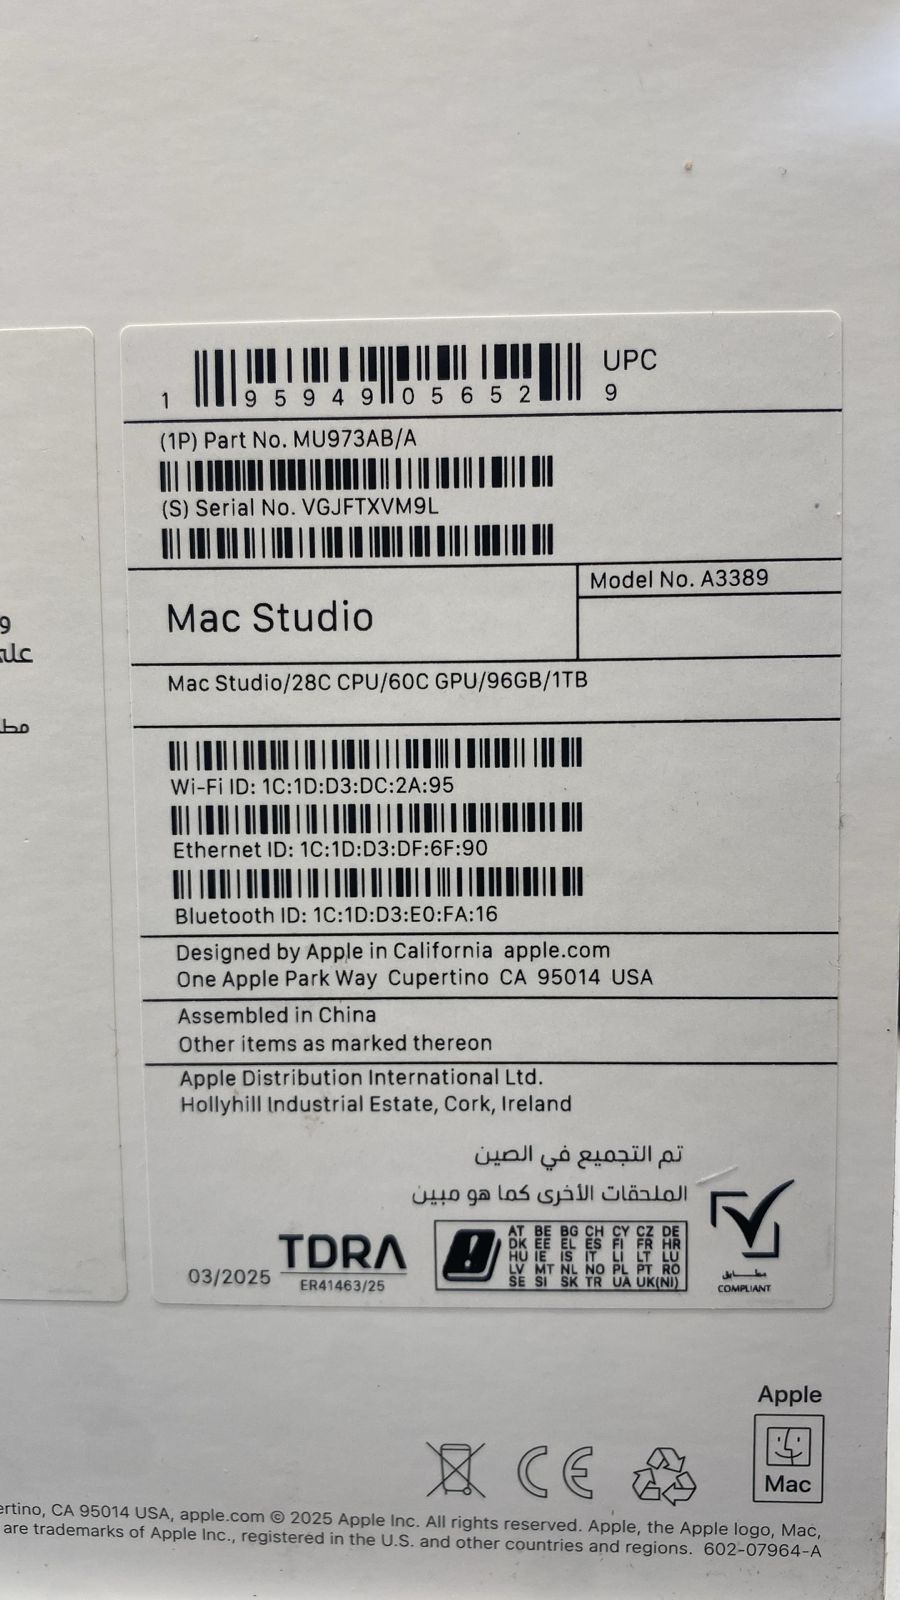 UPC
1 95949 05652 9
(1P) Part No. MU973AB/A
(S) Serial No. VGJFTXVM9L
Mac Studio
Model No. A3389
Mac Studio/28C CPU/60C GPU/96GB/1TB
Wi-Fi ID: 1C:1D:D3:DC:2A:95
Ethernet ID: 1C:1D:D3:DF:6F:90
Bluetooth ID: 1C:1D:D3:E0:FA:16
Designed by Apple in California apple.com
One Apple Park Way Cupertino CA 95014 USA
Assembled in China
Other items as marked thereon
Apple Distribution International Ltd.
Hollyhill Industrial Estate, Cork, Ireland
تم التجميع في الصين
الملحقات الأخرى كما هو مبين
03/2025
TDRA
ER41463/25
AT BE BG CH CY CZ DE
DK EE EL ES FI FR HR
HU IE IS IT LI LT LU
LV MT NL NO PL PT RO
SE SI SK TR UA UK(NI)
مطابق
COMPLIANT
Apple
Mac
CE
CA 95014 USA, apple.com © 2025 Apple Inc. All rights reserved. Apple, the Apple logo, Mac,
are trademarks of Apple Inc., registered in the U.S. and other countries and regions. 602-07964-A